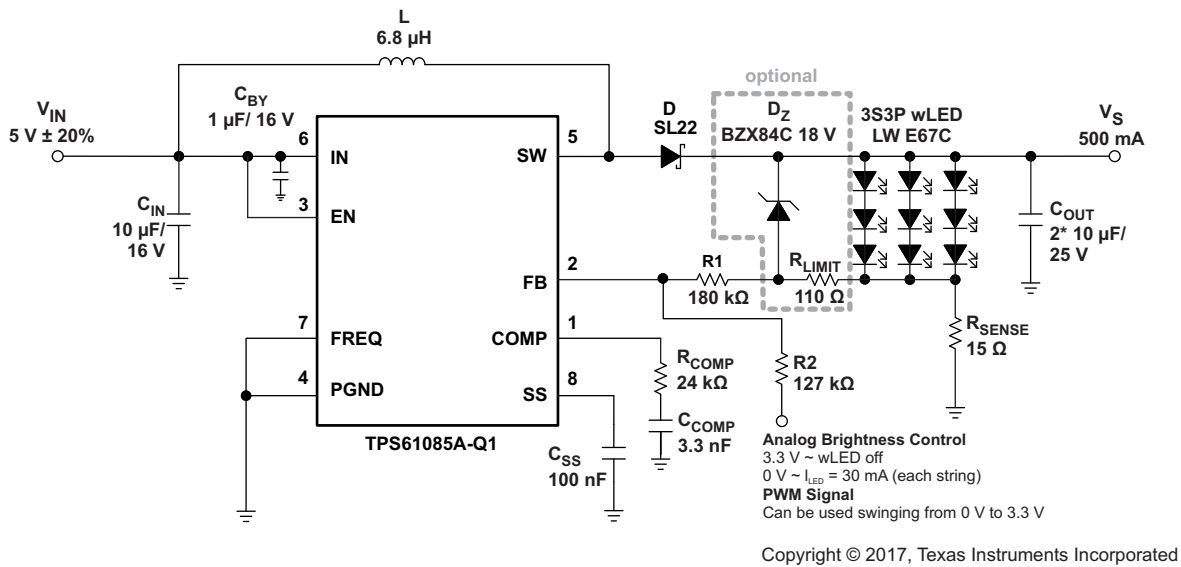 L
6.8 µH
optional
V_IN
5 V ± 20%
C_BY
1 µF/ 16 V
D
SL22
D_Z
BZX84C 18 V
3S3P wLED
LW E67C
V_S
500 mA
6
IN
5
SW
3
EN
C_IN
10 µF/
16 V
C_OUT
2* 10 µF/
25 V
2
FB
R1
180 kΩ
R_LIMIT
110 Ω
7
FREQ
1
COMP
R_SENSE
15 Ω
R_COMP
24 kΩ
R2
127 kΩ
4
PGND
8
SS
C_COMP
3.3 nF
TPS61085A-Q1
C_SS
100 nF
Analog Brightness Control
3.3 V ~ wLED off
0 V ~ I_LED = 30 mA (each string)
PWM Signal
Can be used swinging from 0 V to 3.3 V
Copyright © 2017, Texas Instruments Incorporated